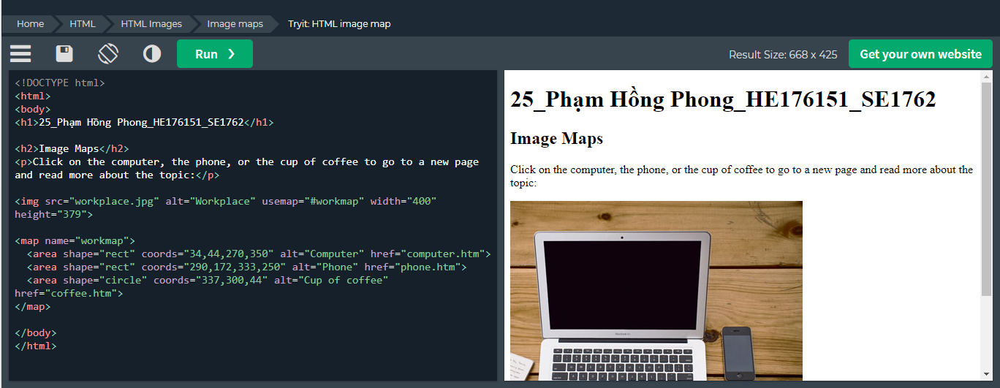 Home HTML HTML Images Image maps Tryit: HTML image map
Run ❯ Result Size: 668 x 425 Get your own website
<!DOCTYPE html>
<html>
<body>
<h1>25_Phạm Hồng Phong_HE176151_SE1762</h1>
<h2>Image Maps</h2>
<p>Click on the computer, the phone, or the cup of coffee to go to a new page
and read more about the topic:</p>
<img src="workplace.jpg" alt="Workplace" usemap="#workmap" width="400"
height="379">
<map name="workmap">
<area shape="rect" coords="34,44,270,350" alt="Computer" href="computer.htm">
<area shape="rect" coords="290,172,333,250" alt="Phone" href="phone.htm">
<area shape="circle" coords="337,300,44" alt="Cup of coffee"
href="coffee.htm">
</map>
</body>
</html>
25_Phạm Hồng Phong_HE176151_SE1762
Image Maps
Click on the computer, the phone, or the cup of coffee to go to a new page and read more about the
topic:
MacBook Air